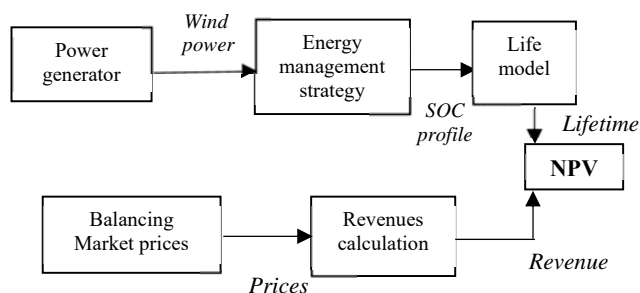 Wind
power
Power
generator
Energy
management
strategy
SOC
profile
Life
model
Lifetime
NPV
Balancing
Market prices
Prices
Revenues
calculation
Revenue